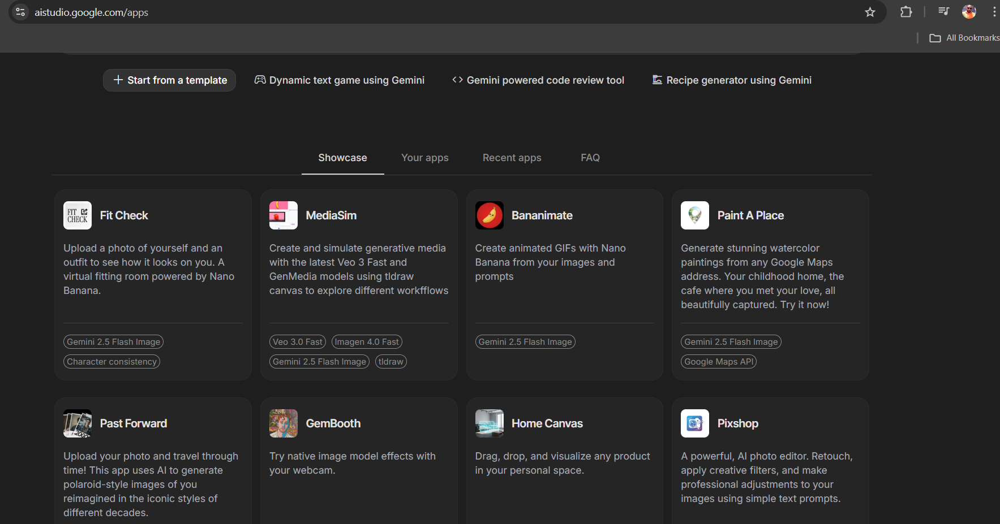 aistudio.google.com/apps
All Bookmarks
Start from a template
Dynamic text game using Gemini
Gemini powered code review tool
Recipe generator using Gemini
Showcase
Your apps
Recent apps
FAQ
FIT CHECK
Fit Check
Upload a photo of yourself and an
outfit to see how it looks on you. A
virtual fitting room powered by Nano
Banana.
Gemini 2.5 Flash Image
Character consistency
MediaSim
Create and simulate generative media
with the latest Veo 3 Fast and
GenMedia models using tldraw
canvas to explore different workfflows
Veo 3.0 Fast
Imagen 4.0 Fast
Gemini 2.5 Flash Image
tldraw
Bananimate
Create animated GIFs with Nano
Banana from your images and
prompts
Gemini 2.5 Flash Image
Paint A Place
Generate stunning watercolor
paintings from any Google Maps
address. Your childhood home, the
cafe where you met your love, all
beautifully captured. Try it now!
Gemini 2.5 Flash Image
Google Maps API
Past Forward
Upload your photo and travel through
time! This app uses AI to generate
polaroid-style images of you
reimagined in the iconic styles of
different decades.
GemBooth
Try native image model effects with
your webcam.
Home Canvas
Drag, drop, and visualize any product
in your personal space.
Pixshop
A powerful, AI photo editor. Retouch,
apply creative filters, and make
professional adjustments to your
images using simple text prompts.